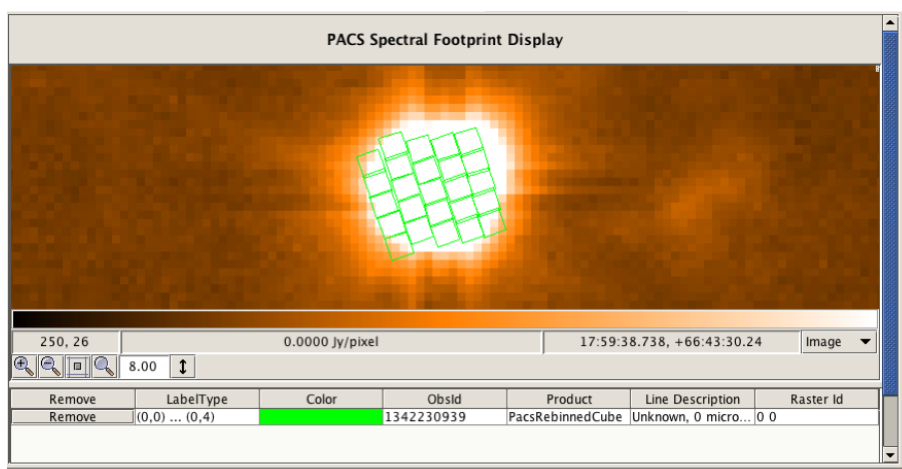 PACS Spectral Footprint Display
250, 26 0.0000 Jy/pixel 17:59:38.738, +66:43:30.24 Image
8.00
Remove LabelType Color ObsId Product Line Description Raster Id
Remove (0,0) ... (0,4) 1342230939 PacsRebinnedCube Unknown, 0 micro... 0 0